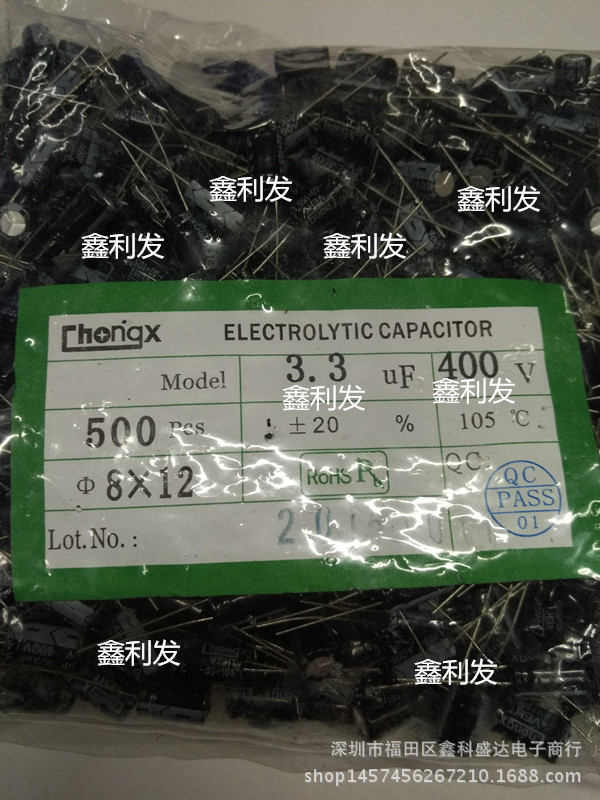 鑫利发
鑫利发
鑫利发
鑫利发
Chongx ELECTROLYTIC CAPACITOR
Model 3.3 uF 400 V
鑫利发
鑫利发
500 Pcs ±20 % 105 ℃
Φ 8×12 RoHS QC:
QC
PASS
01
Lot.No.:
鑫利发
鑫利发
深圳市福田区鑫科盛达电子商行
shop1457456267210.1688.com